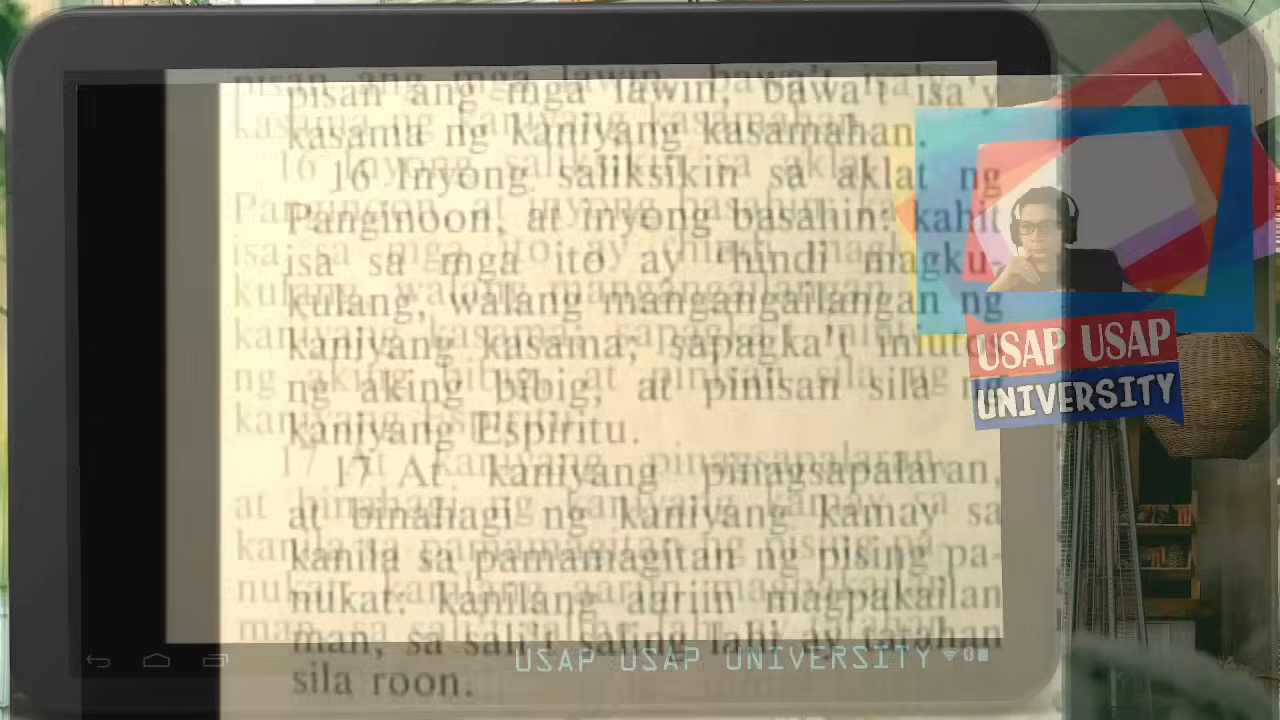 pisan ang mga lawin, bawa't isa'y
kasama ng kaniyang kasamahan.
16 Inyong saliksikin sa aklat ng
Panginoon, at inyong basahin: kahit
isa sa mga ito ay hindi magku-
kulang, walang mangangailangan ng
kaniyang kasama; sapagka't iniutos
ng aking bibig, at pinisan sila ng
kaniyang Espiritu.
17 At kaniyang pinagsapalaran,
at binahagi ng kaniyang kamay sa
kanila sa pamamagitan ng pising pa-
nukat: kanilang aariin magpakailan
man, sa sali't saling lahi ay tatahan
sila roon.
USAP USAP
UNIVERSITY
USAP USAP UNIVERSITY